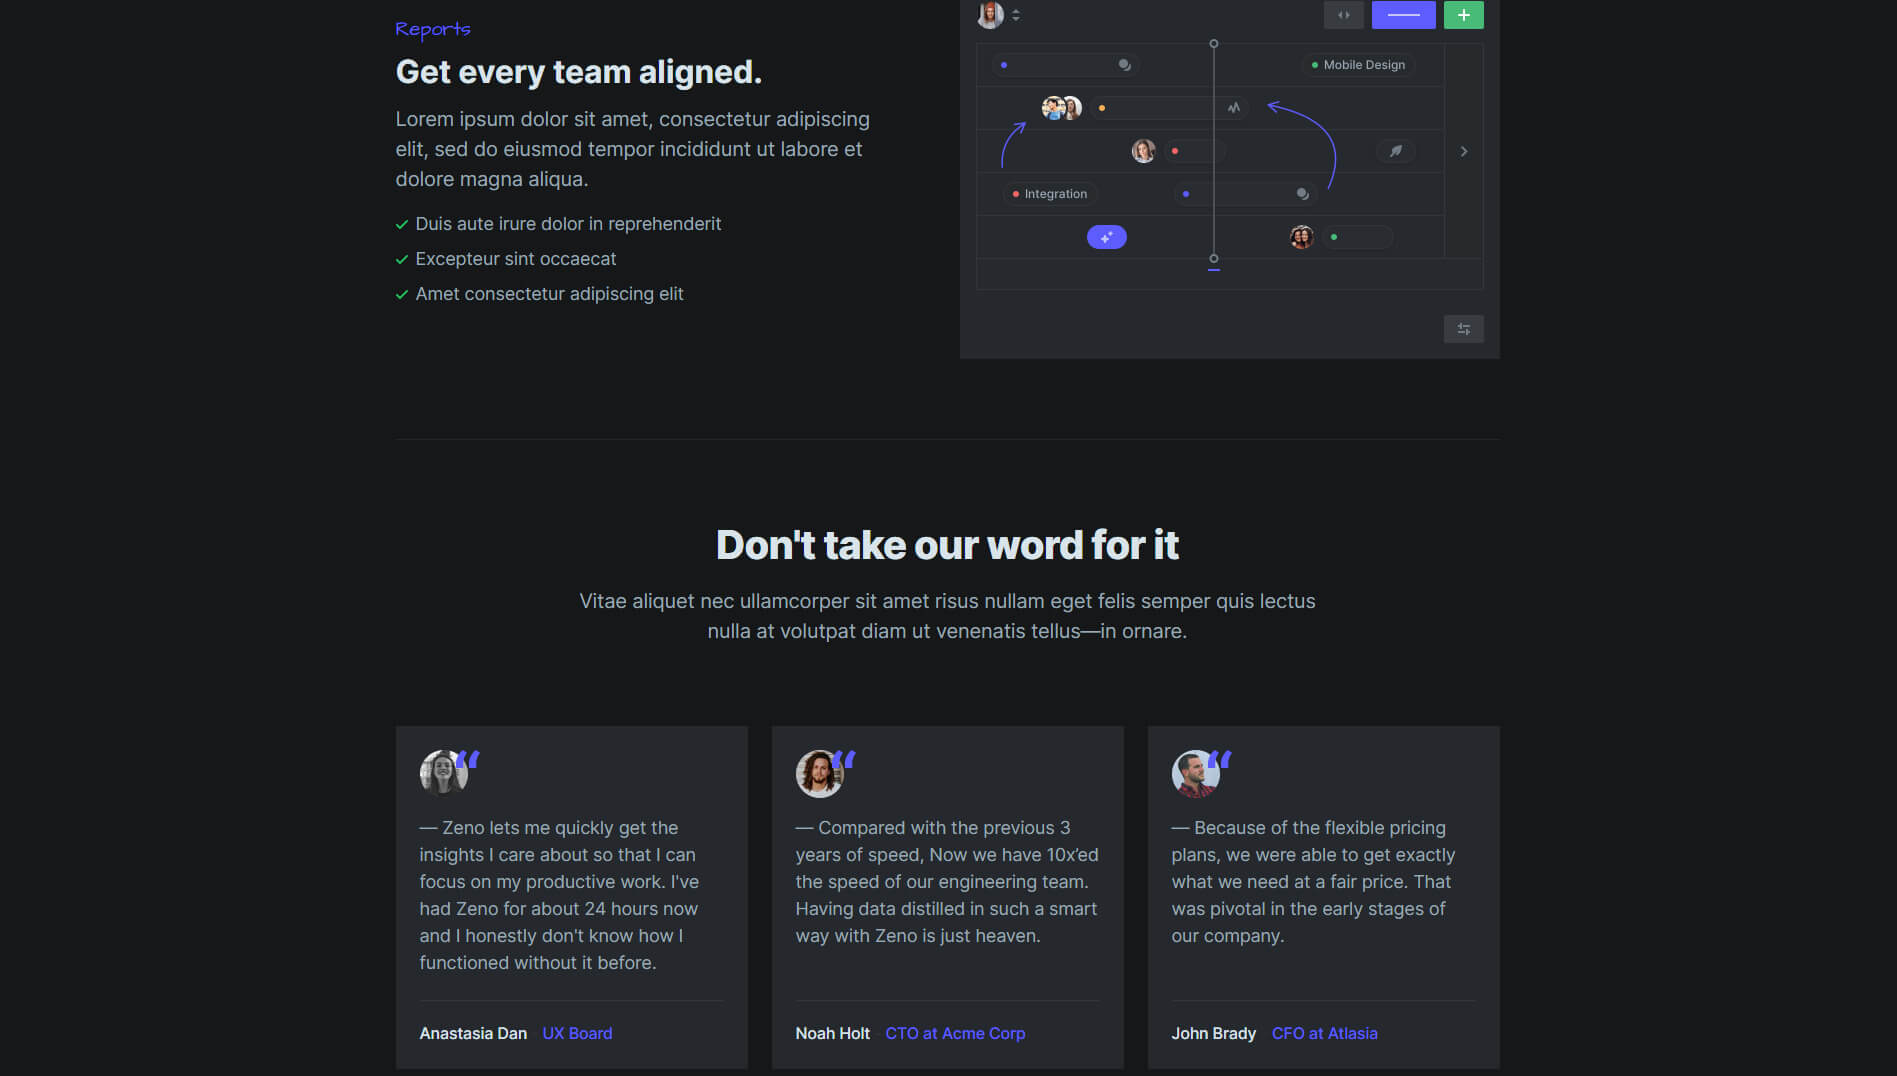 Reports
Get every team aligned.
Lorem ipsum dolor sit amet, consectetur adipiscing
elit, sed do eiusmod tempor incididunt ut labore et
dolore magna aliqua.
Duis aute irure dolor in reprehenderit
Excepteur sint occaecat
Amet consectetur adipiscing elit
Mobile Design
Integration
Don't take our word for it
Vitae aliquet nec ullamcorper sit amet risus nullam eget felis semper quis lectus
nulla at volutpat diam ut venenatis tellus—in ornare.
“
— Zeno lets me quickly get the
insights I care about so that I can
focus on my productive work. I've
had Zeno for about 24 hours now
and I honestly don't know how I
functioned without it before.
Anastasia Dan UX Board
“
— Compared with the previous 3
years of speed, Now we have 10x’ed
the speed of our engineering team.
Having data distilled in such a smart
way with Zeno is just heaven.
Noah Holt CTO at Acme Corp
“
— Because of the flexible pricing
plans, we were able to get exactly
what we need at a fair price. That
was pivotal in the early stages of
our company.
John Brady CFO at Atlasia